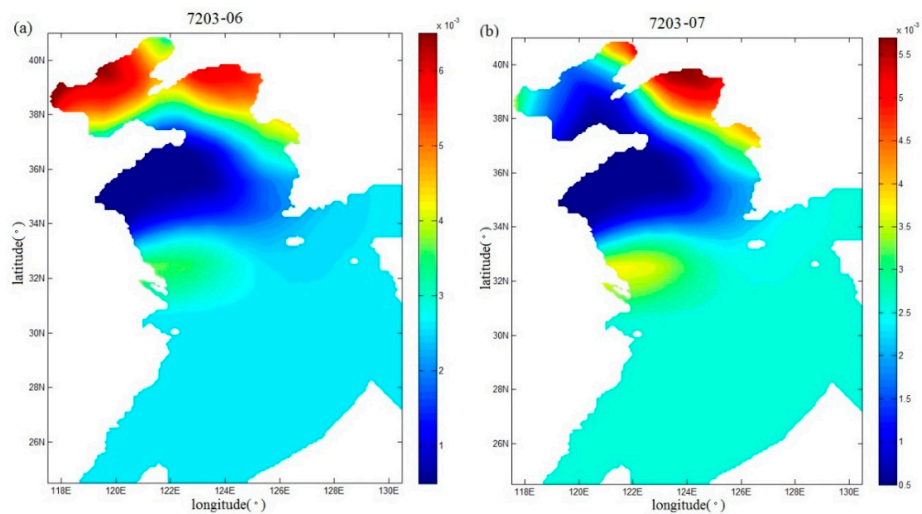 (a) 7203-06
x 10⁻³
40N
38N
36N
34N
32N
30N
28N
26N
latitude(°)
118E 120E 122E 124E 126E 128E 130E
longitude(°)
6
5
4
3
2
1
(b) 7203-07
x 10⁻³
40N
38N
36N
34N
32N
30N
28N
26N
latitude(°)
118E 120E 122E 124E 126E 128E 130E
longitude(°)
5.5
5
4.5
4
3.5
3
2.5
2
1.5
1
0.5